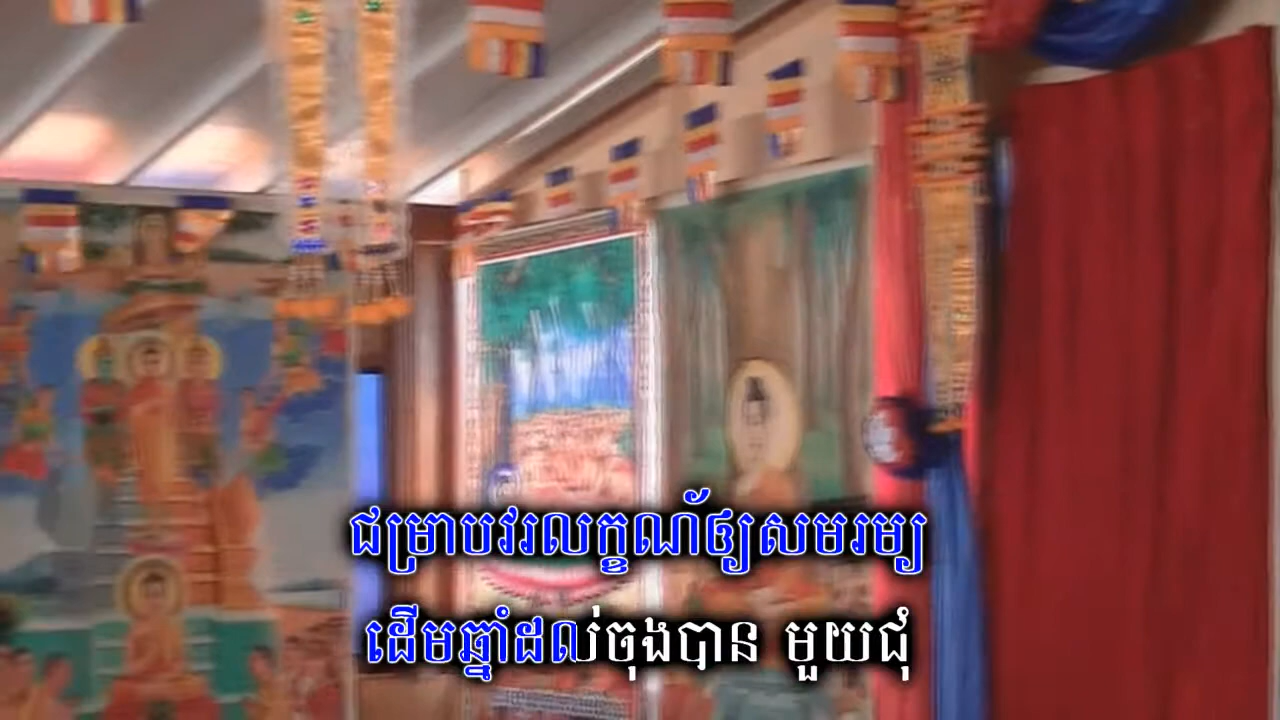 ជម្រាបវរលក្ខណ៍ឲ្យសមរម្យ
ដើមឆ្នាំដល់ចុងបាន មួយជុំ